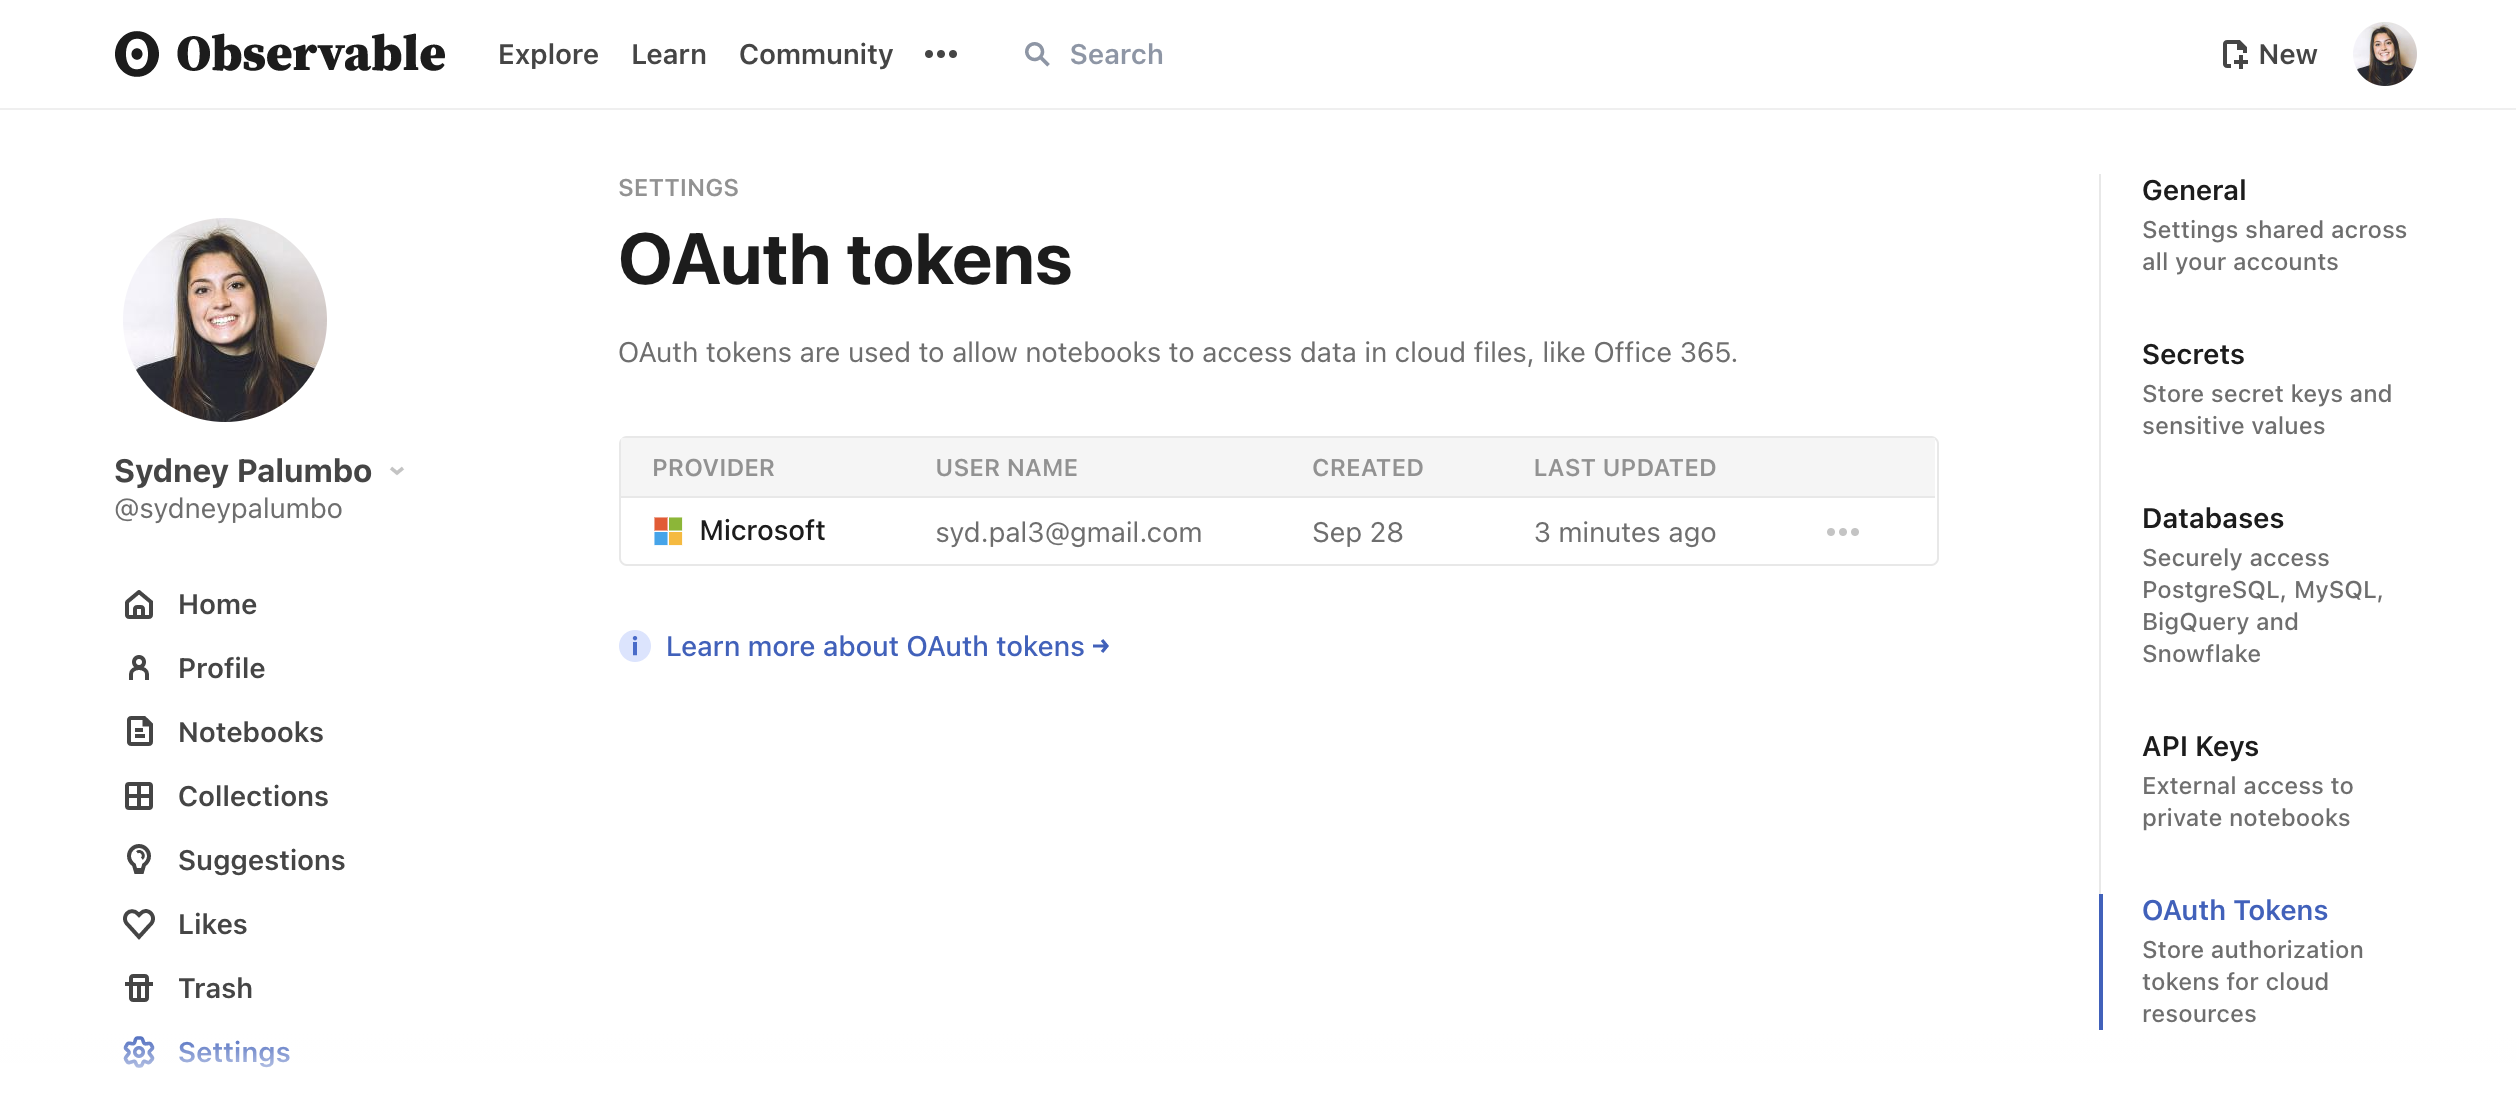 Observable
Explore Learn Community ••• Search
New
Sydney Palumbo
@sydneypalumbo
Home
Profile
Notebooks
Collections
Suggestions
Likes
Trash
Settings
SETTINGS
OAuth tokens
OAuth tokens are used to allow notebooks to access data in cloud files, like Office 365.
PROVIDER USER NAME CREATED LAST UPDATED
Microsoft syd.pal3@gmail.com Sep 28 3 minutes ago •••
i Learn more about OAuth tokens →
General
Settings shared across
all your accounts
Secrets
Store secret keys and
sensitive values
Databases
Securely access
PostgreSQL, MySQL,
BigQuery and
Snowflake
API Keys
External access to
private notebooks
OAuth Tokens
Store authorization
tokens for cloud
resources